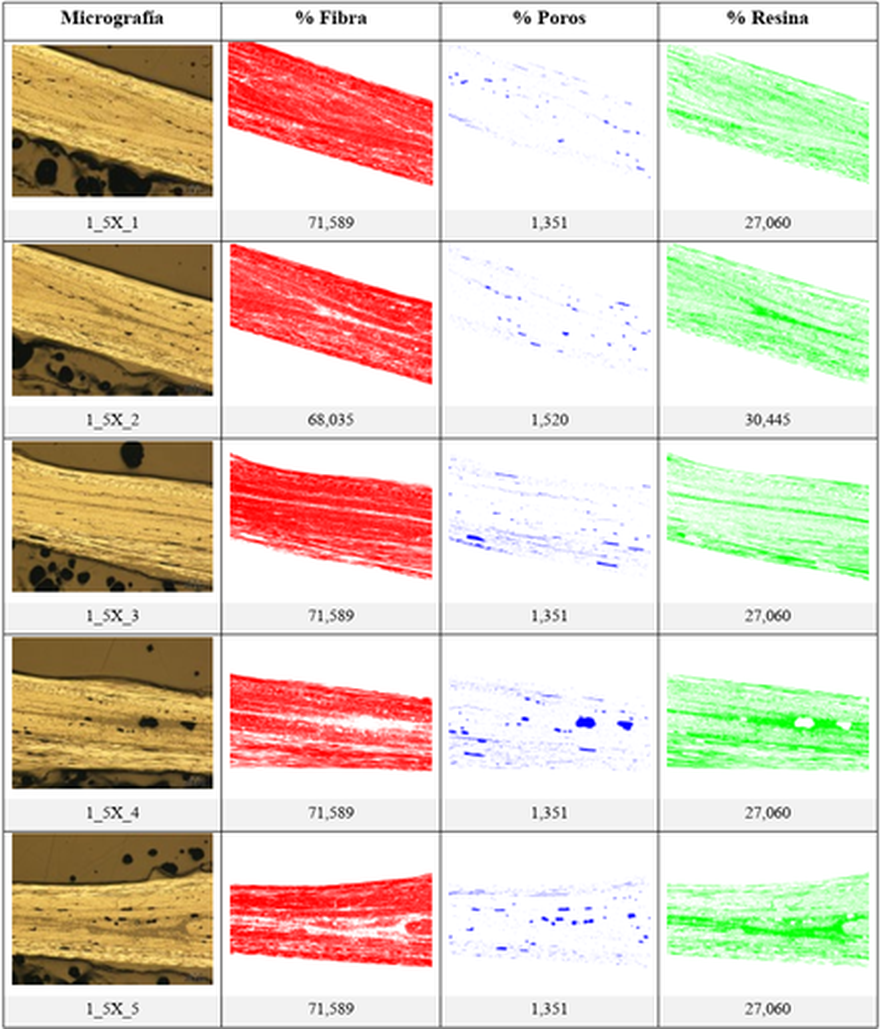 Micrografía % Fibra % Poros % Resina
1_5X_1 71,589 1,351 27,060
1_5X_2 68,035 1,520 30,445
1_5X_3 71,589 1,351 27,060
1_5X_4 71,589 1,351 27,060
1_5X_5 71,589 1,351 27,060